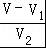 V - V₁
V₂